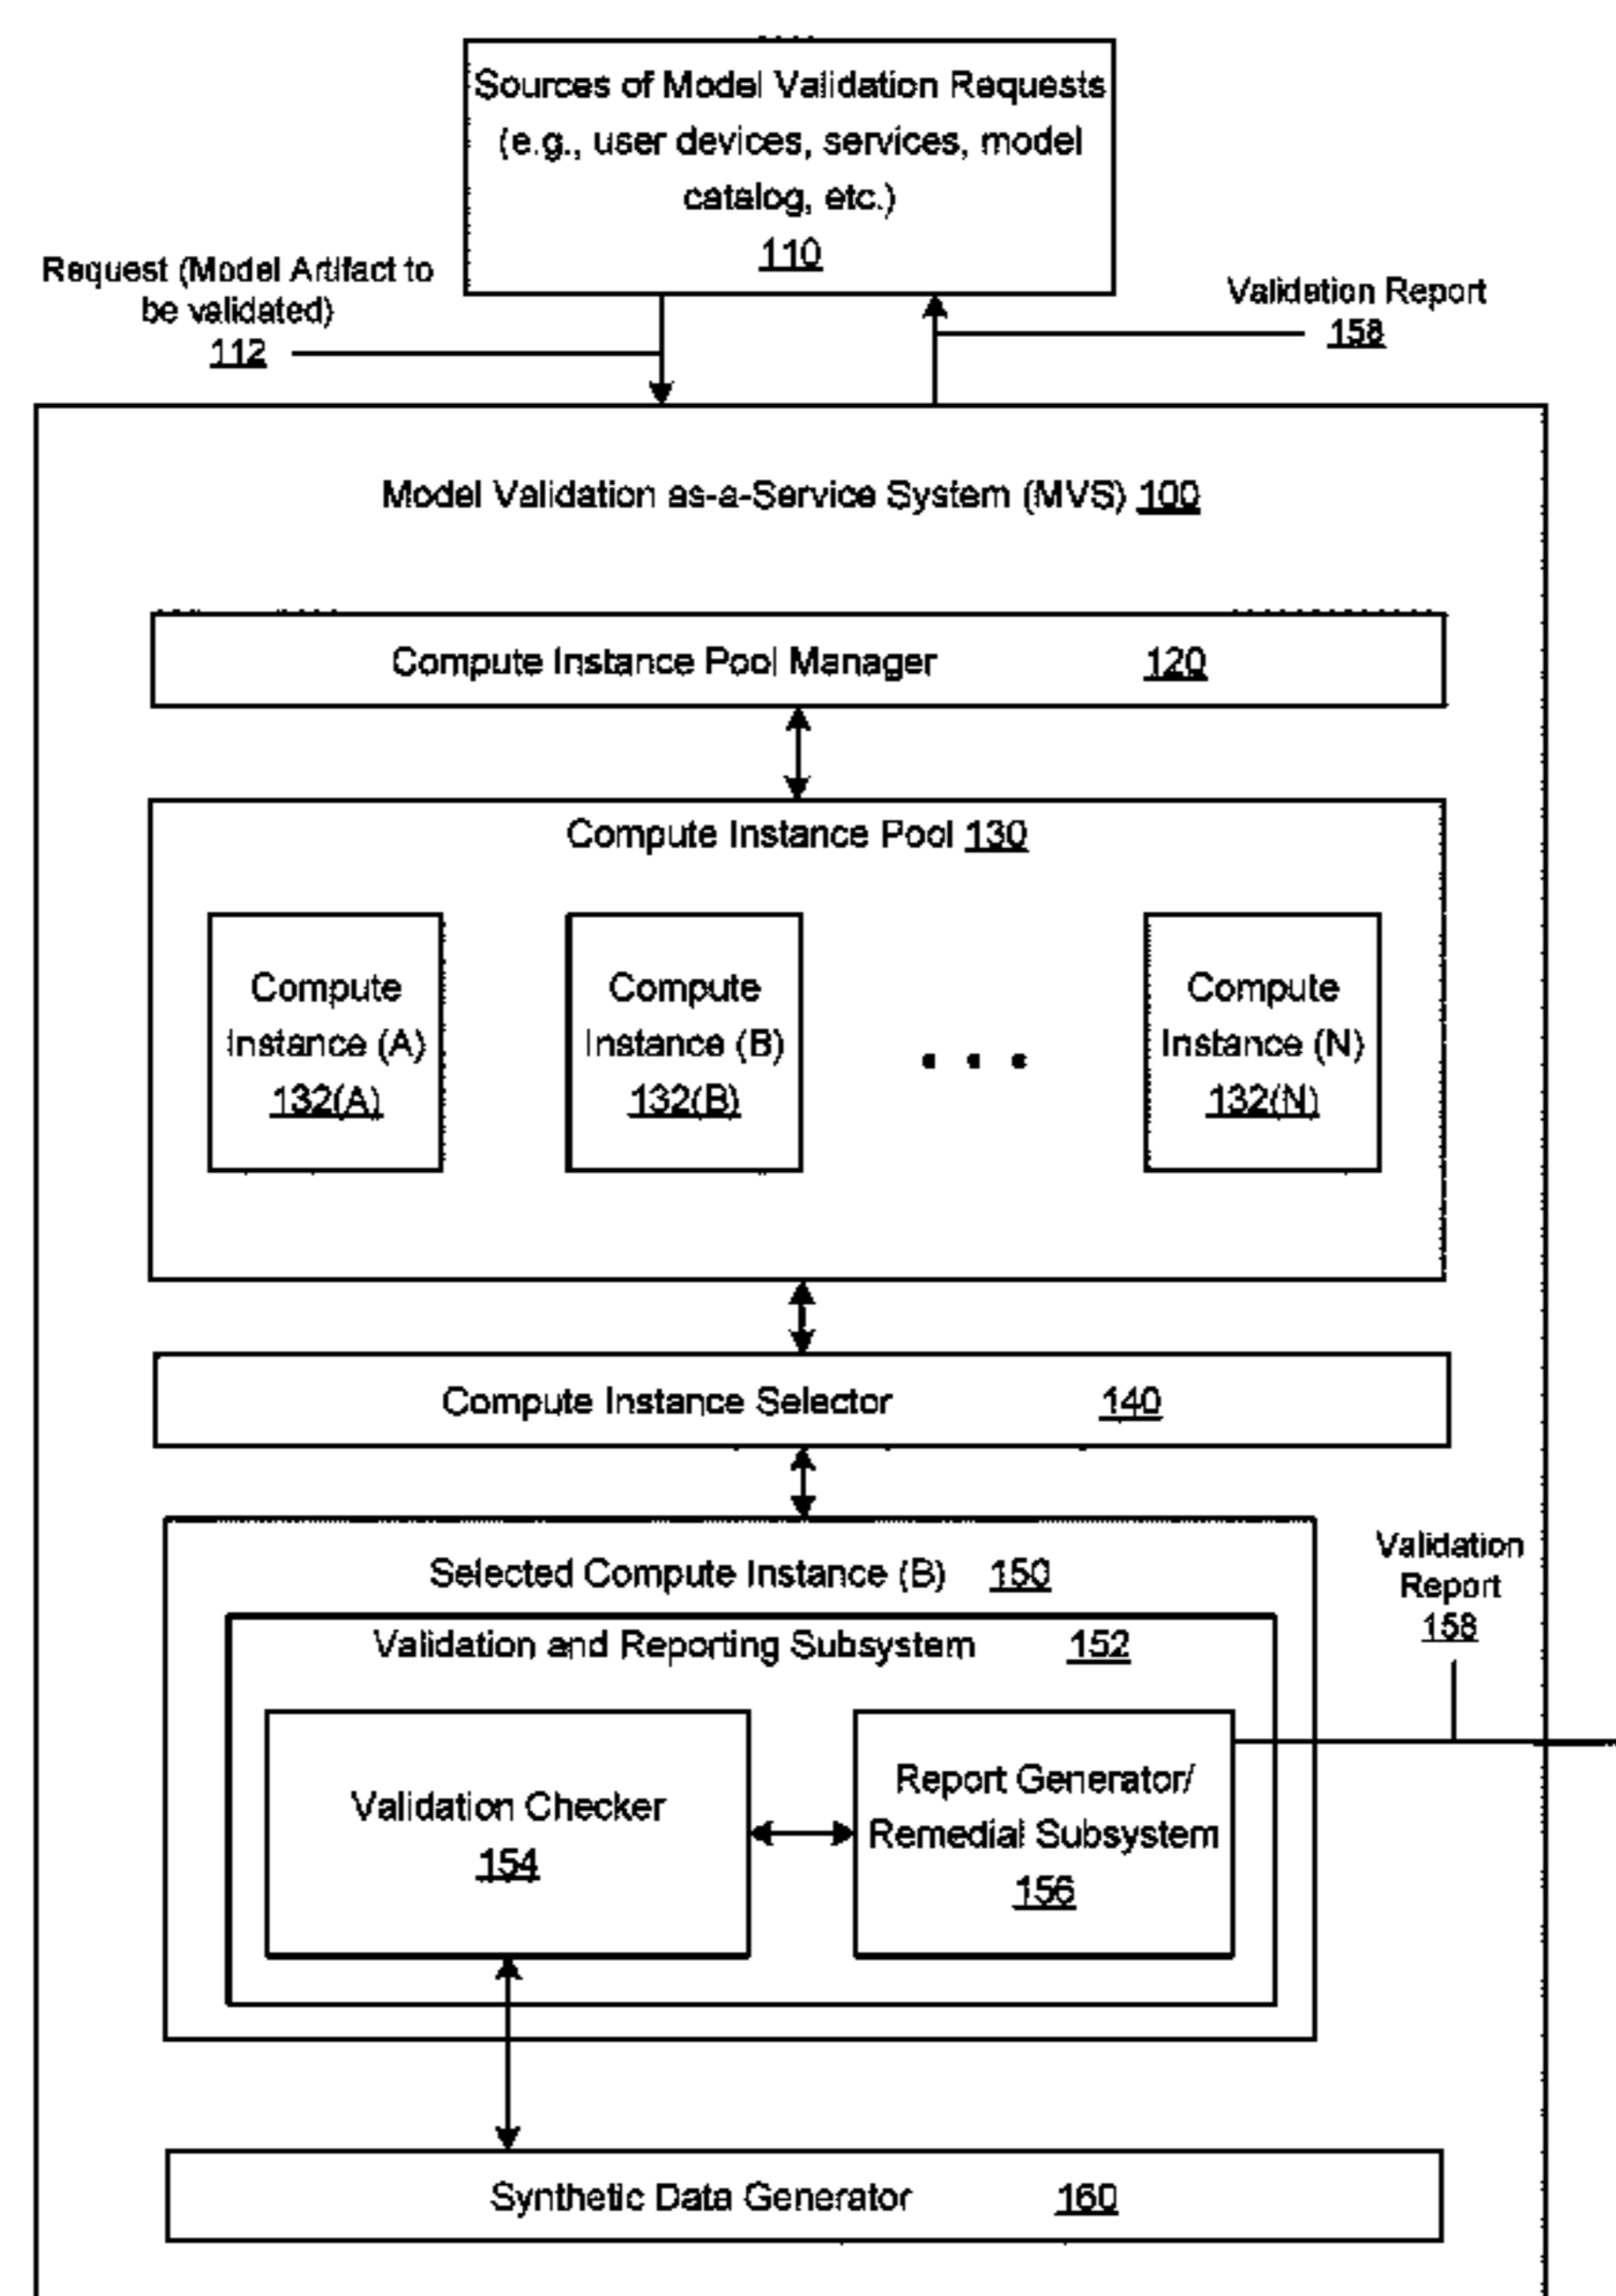 Sources of Model Validation Requests
(e.g., user devices, services, model
catalog, etc.)
110
Request (Model Artifact to
be validated)
112
Validation Report
158
Model Validation as-a-Service System (MVS) 100
Compute Instance Pool Manager 120
Compute Instance Pool 130
Compute
Instance (A)
132(A)
Compute
Instance (B)
132(B)
. . .
Compute
Instance (N)
132(N)
Compute Instance Selector 140
Selected Compute Instance (B) 150
Validation
Report
158
Validation and Reporting Subsystem 152
Validation Checker
154
Report Generator/
Remedial Subsystem
156
Synthetic Data Generator 160